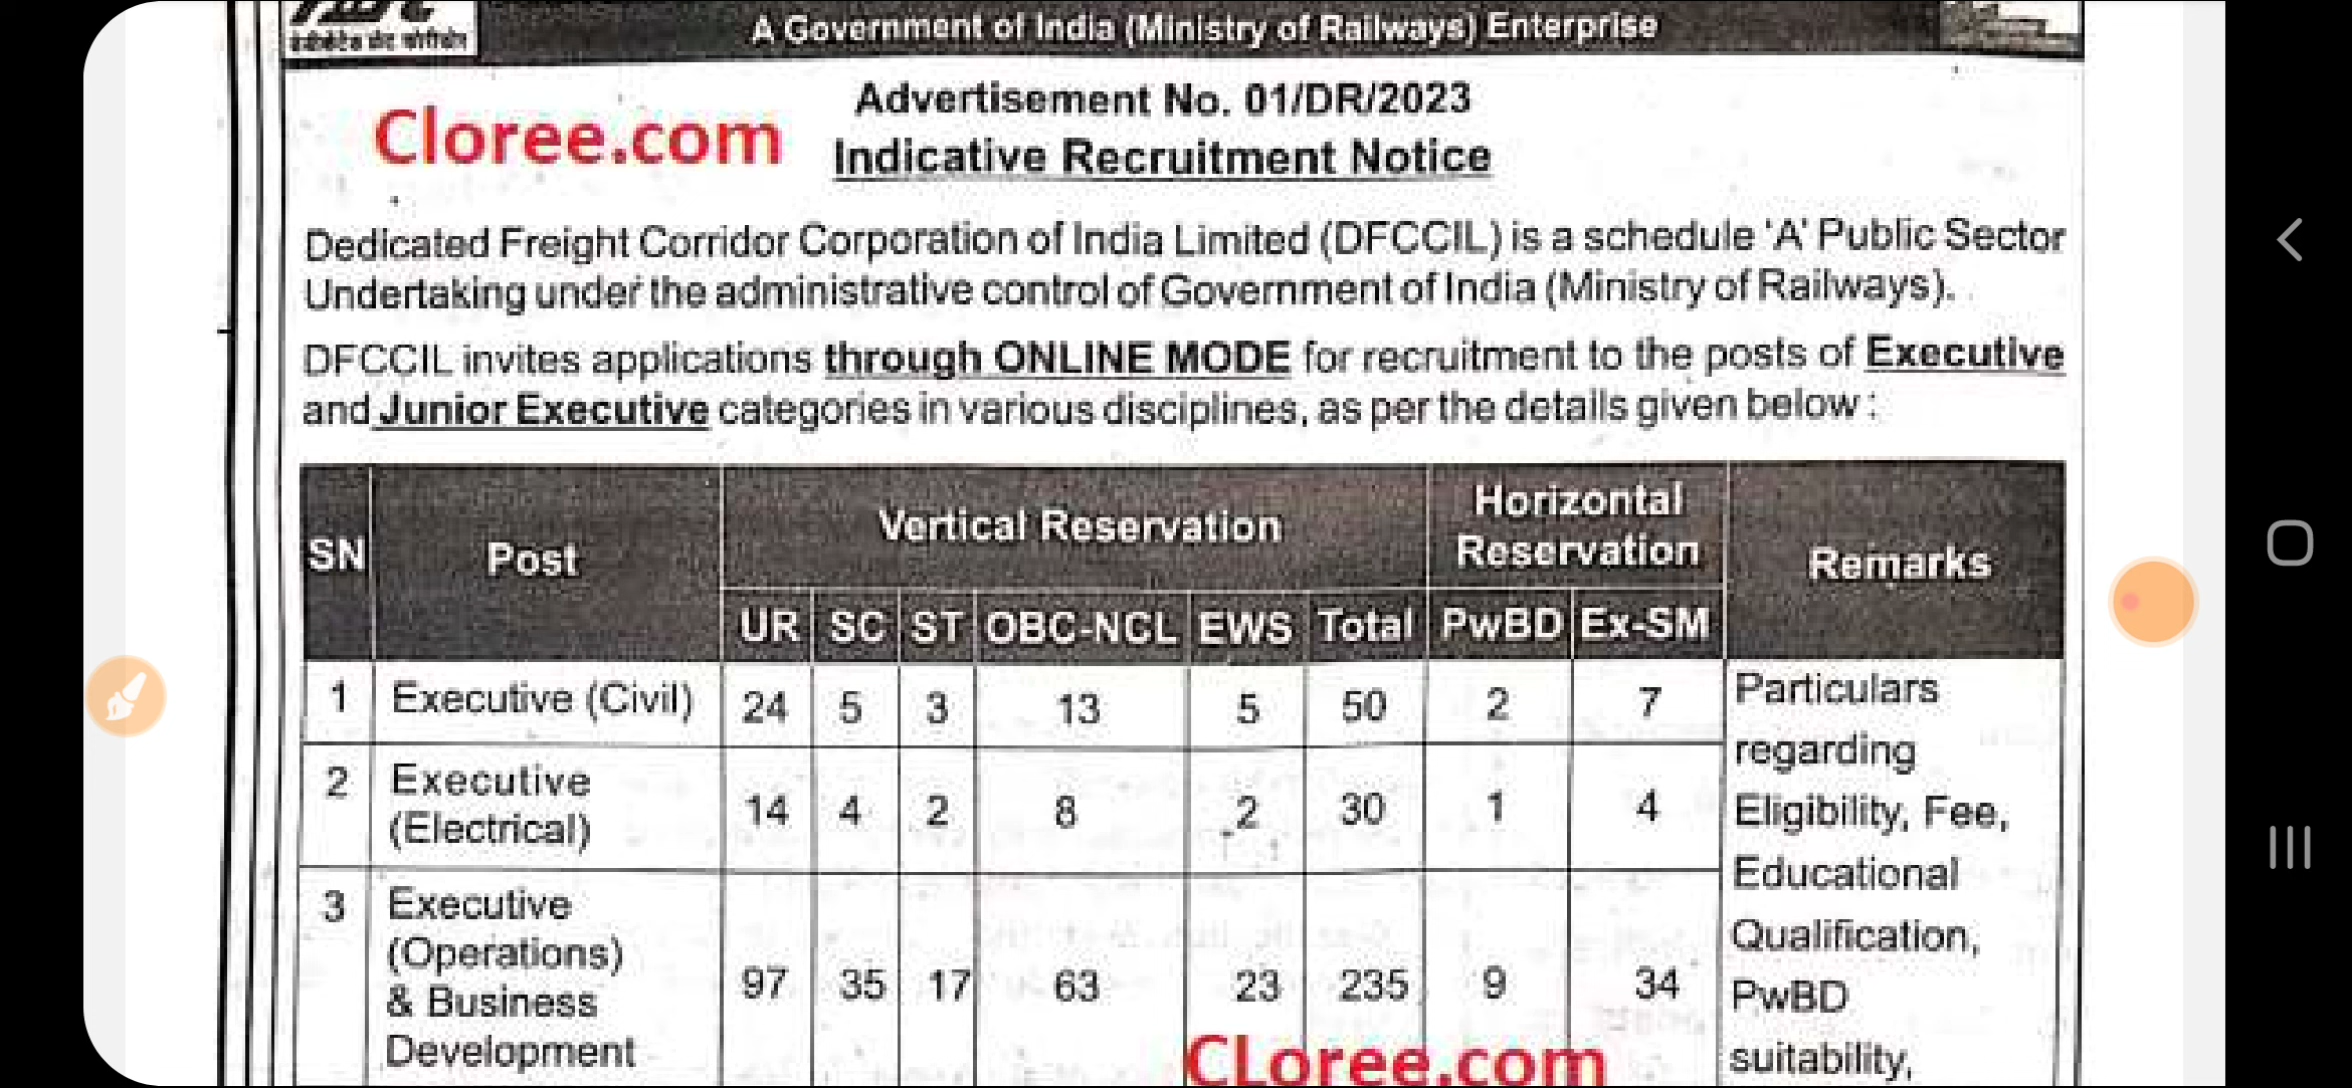 A Government of India (Ministry of Railways) Enterprise
Advertisement No. 01/DR/2023
Cloree.com
Indicative Recruitment Notice
Dedicated Freight Corridor Corporation of India Limited (DFCCIL) is a schedule 'A' Public Sector
Undertaking under the administrative control of Government of India (Ministry of Railways).
DFCCIL invites applications through ONLINE MODE for recruitment to the posts of Executive
and Junior Executive categories in various disciplines, as per the details given below :
SN Post Vertical Reservation Horizontal Reservation Remarks
UR SC ST OBC-NCL EWS Total PwBD Ex-SM
1 Executive (Civil) 24 5 3 13 5 50 2 7
2 Executive (Electrical) 14 4 2 8 2 30 1 4
3 Executive (Operations) & Business Development 97 35 17 63 23 235 9 34
Particulars
regarding
Eligibility, Fee,
Educational
Qualification,
PwBD
suitability,
CLoree.com